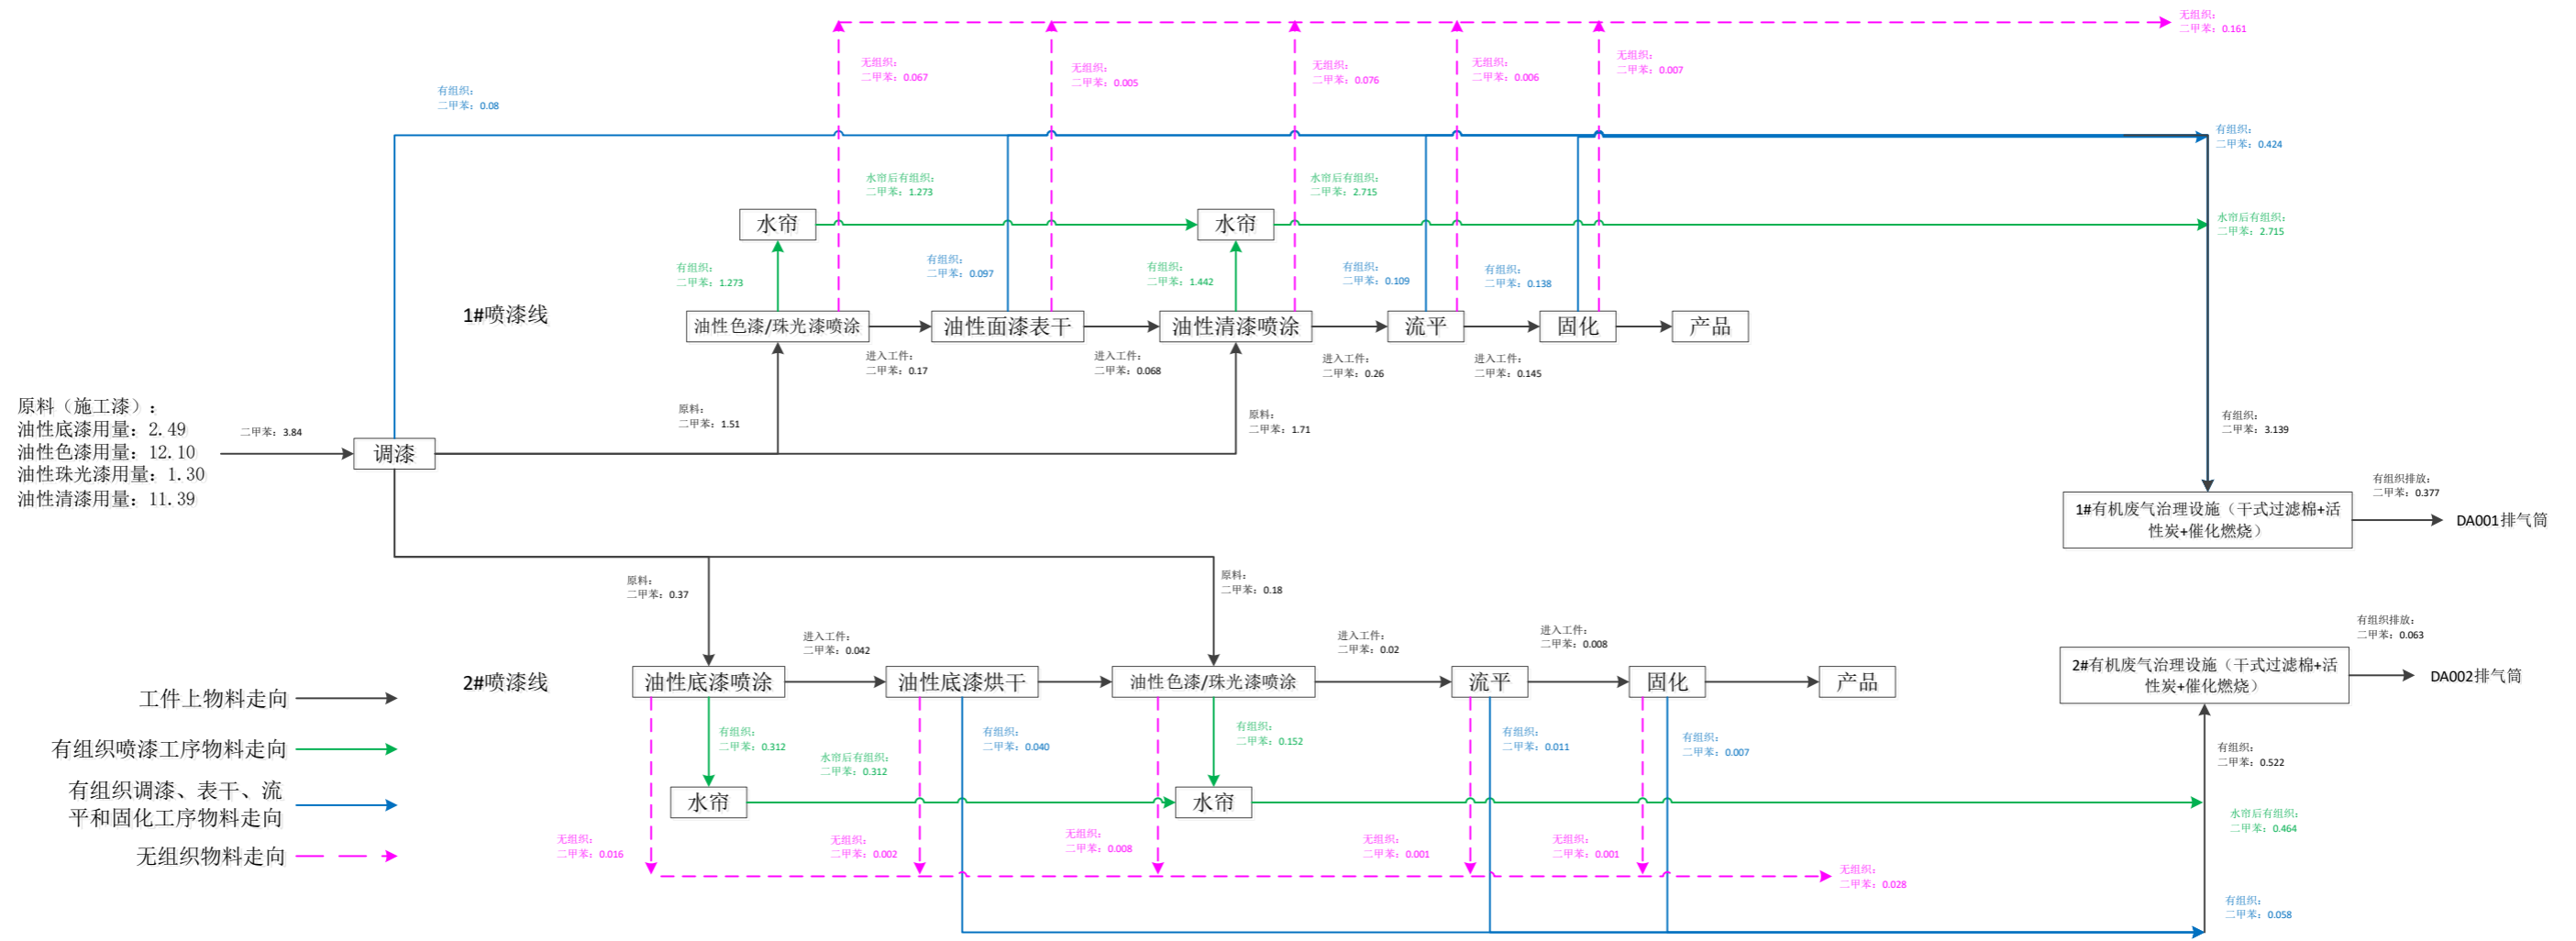 无组织：
二甲苯：0.161
无组织：
二甲苯：0.067
无组织：
二甲苯：0.005
无组织：
二甲苯：0.076
无组织：
二甲苯：0.006
无组织：
二甲苯：0.007
有组织：
二甲苯：0.08
有组织：
二甲苯：0.424
水帘后有组织：
二甲苯：1.273
水帘后有组织：
二甲苯：2.715
水帘
水帘
水帘后有组织：
二甲苯：2.715
有组织：
二甲苯：1.273
有组织：
二甲苯：0.097
有组织：
二甲苯：1.442
有组织：
二甲苯：0.109
有组织：
二甲苯：0.138
1#喷漆线
油性色漆/珠光漆喷涂
油性面漆表干
油性清漆喷涂
流平
固化
产品
进入工件：
二甲苯：0.17
进入工件：
二甲苯：0.068
进入工件：
二甲苯：0.26
进入工件：
二甲苯：0.145
原料：
二甲苯：1.51
原料：
二甲苯：1.71
有组织：
二甲苯：3.139
原料（施工漆）：
油性底漆用量：2.49
油性色漆用量：12.10
油性珠光漆用量：1.30
油性清漆用量：11.39
二甲苯：3.84
调漆
有组织排放：
二甲苯：0.377
1#有机废气治理设施（干式过滤棉+活
性炭+催化燃烧）
DA001排气筒
原料：
二甲苯：0.37
原料：
二甲苯：0.18
进入工件：
二甲苯：0.042
进入工件：
二甲苯：0.02
进入工件：
二甲苯：0.008
有组织排放：
二甲苯：0.063
2#喷漆线
油性底漆喷涂
油性底漆烘干
油性色漆/珠光漆喷涂
流平
固化
产品
2#有机废气治理设施（干式过滤棉+活
性炭+催化燃烧）
DA002排气筒
工件上物料走向
有组织喷漆工序物料走向
有组织调漆、表干、流
平和固化工序物料走向
无组织物料走向
有组织：
二甲苯：0.312
水帘后有组织：
二甲苯：0.312
有组织：
二甲苯：0.040
有组织：
二甲苯：0.152
有组织：
二甲苯：0.011
有组织：
二甲苯：0.007
有组织：
二甲苯：0.522
水帘
水帘
水帘后有组织：
二甲苯：0.464
无组织：
二甲苯：0.016
无组织：
二甲苯：0.002
无组织：
二甲苯：0.008
无组织：
二甲苯：0.001
无组织：
二甲苯：0.001
无组织：
二甲苯：0.028
有组织：
二甲苯：0.058